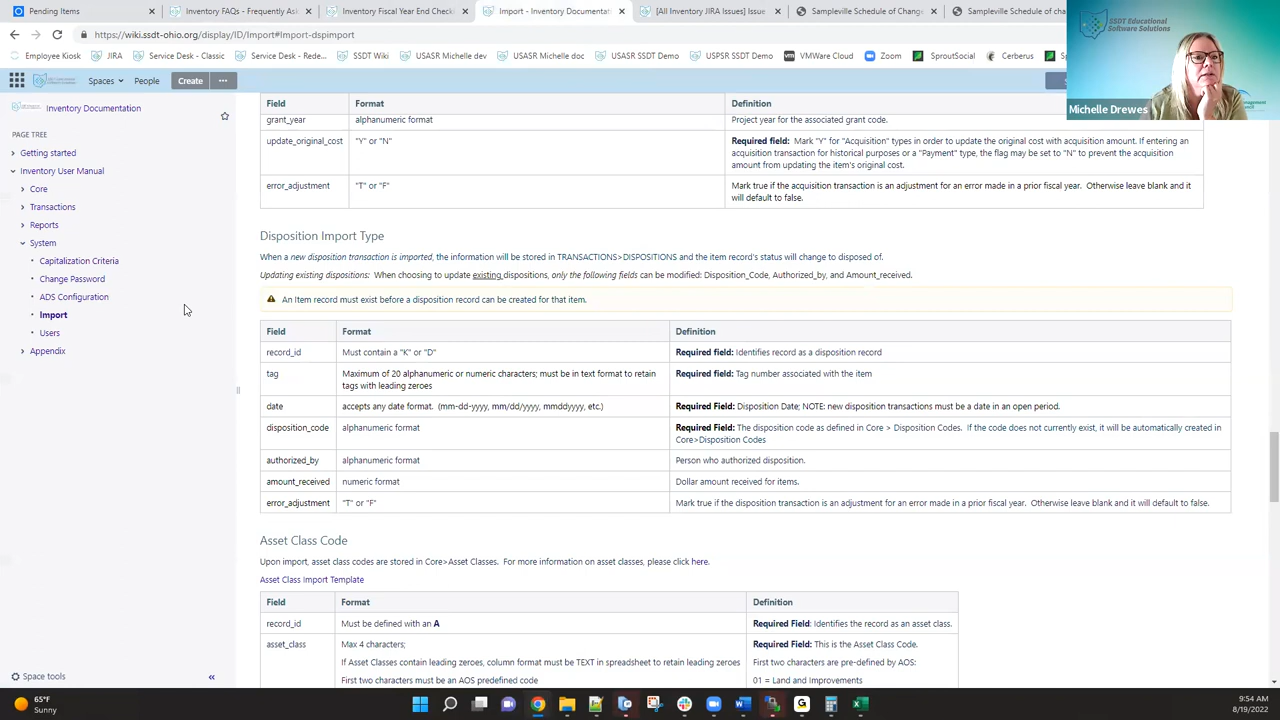 Pending Items
Inventory FAQs - Frequently Ask
Inventory Fiscal Year End Check
Import - Inventory Documentati
[All Inventory JIRA Issues] Issue
Sampleville Schedule of Change
Sampleville Schedule of cha
https://wiki.ssdt-ohio.org/display/ID/Import#Import-dspimport
Employee Kiosk
JIRA
Service Desk - Classic
Service Desk - Rede...
SSDT Wiki
USASR Michelle dev
USASR Michelle doc
USASR SSDT Demo
USPSR SSDT Demo
VMWare Cloud
Zoom
SproutSocial
Cerberus
SSDT Educational
Software Solutions
Michelle Drewes
Spaces
People
Create
Inventory Documentation
PAGE TREE
Getting started
Inventory User Manual
Core
Transactions
Reports
System
Capitalization Criteria
Change Password
ADS Configuration
Import
Users
Appendix
Space tools
Field Format Definition
grant_year alphanumeric format Project year for the associated grant code.
update_original_cost "Y" or "N" Required field: Mark "Y" for "Acquisition" types in order to update the original cost with acquisition amount. If entering
an acquisition transaction for historical purposes or a "Payment" type, the flag may be set to "N" to prevent the acquisition
amount from updating the item's original cost.
error_adjustment "T" or "F" Mark true if the acquisition transaction is an adjustment for an error made in a prior fiscal year. Otherwise leave blank and it
will default to false.
Disposition Import Type
When a new disposition transaction is imported, the information will be stored in TRANSACTIONS>DISPOSITIONS and the item record's status will change to disposed of.
Updating existing dispositions: When choosing to update existing dispositions, only the following fields can be modified: Disposition_Code, Authorized_by, and Amount_received.
An Item record must exist before a disposition record can be created for that item.
Field Format Definition
record_id Must contain a "K" or "D" Required field: Identifies record as a disposition record
tag Maximum of 20 alphanumeric or numeric characters; must be in text format to retain
tags with leading zeroes Required field: Tag number associated with the item
date accepts any date format. (mm-dd-yyyy, mm/dd/yyyy, mmddyyyy, etc.) Required Field: Disposition Date; NOTE: new disposition transactions must be a date in an open period.
disposition_code alphanumeric format Required Field: The disposition code as defined in Core > Disposition Codes. If the code does not currently exist, it will be automatically created in
Core>Disposition Codes
authorized_by alphanumeric format Person who authorized disposition.
amount_received numeric format Dollar amount received for items.
error_adjustment "T" or "F" Mark true if the disposition transaction is an adjustment for an error made in a prior fiscal year. Otherwise leave blank and it will default to false.
Asset Class Code
Upon import, asset class codes are stored in Core>Asset Classes. For more information on asset classes, please click here.
Asset Class Import Template
Field Format Definition
record_id Must be defined with an A Required Field: Identifies the record as an asset class.
asset_class Max 4 characters; Required Field: This is the Asset Class Code.
If Asset Classes contain leading zeroes, column format must be TEXT in spreadsheet to retain leading zeroes First two characters are pre-defined by AOS:
First two characters must be an AOS predefined code 01 = Land and Improvements
65°F
Sunny
9:54 AM
8/19/2022